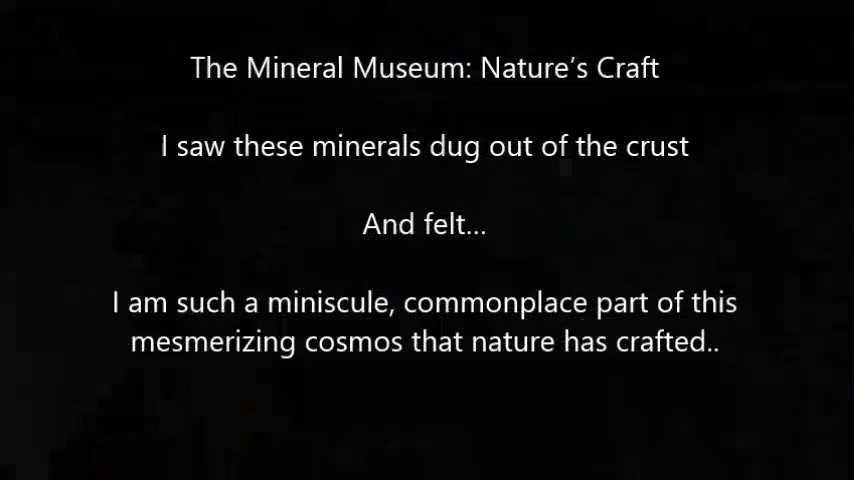 The Mineral Museum: Nature’s Craft
I saw these minerals dug out of the crust
And felt...
I am such a miniscule, commonplace part of this
mesmerizing cosmos that nature has crafted..